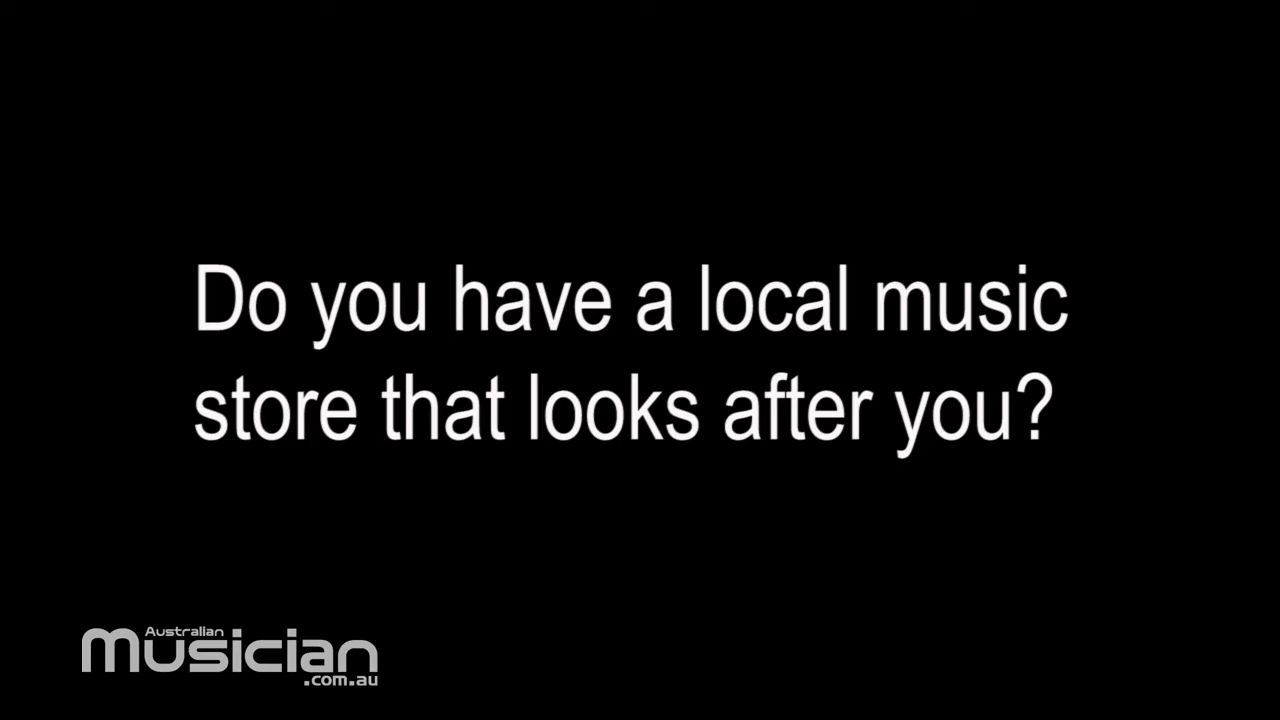 Do you have a local music
store that looks after you?
Australian
musician
.com.au